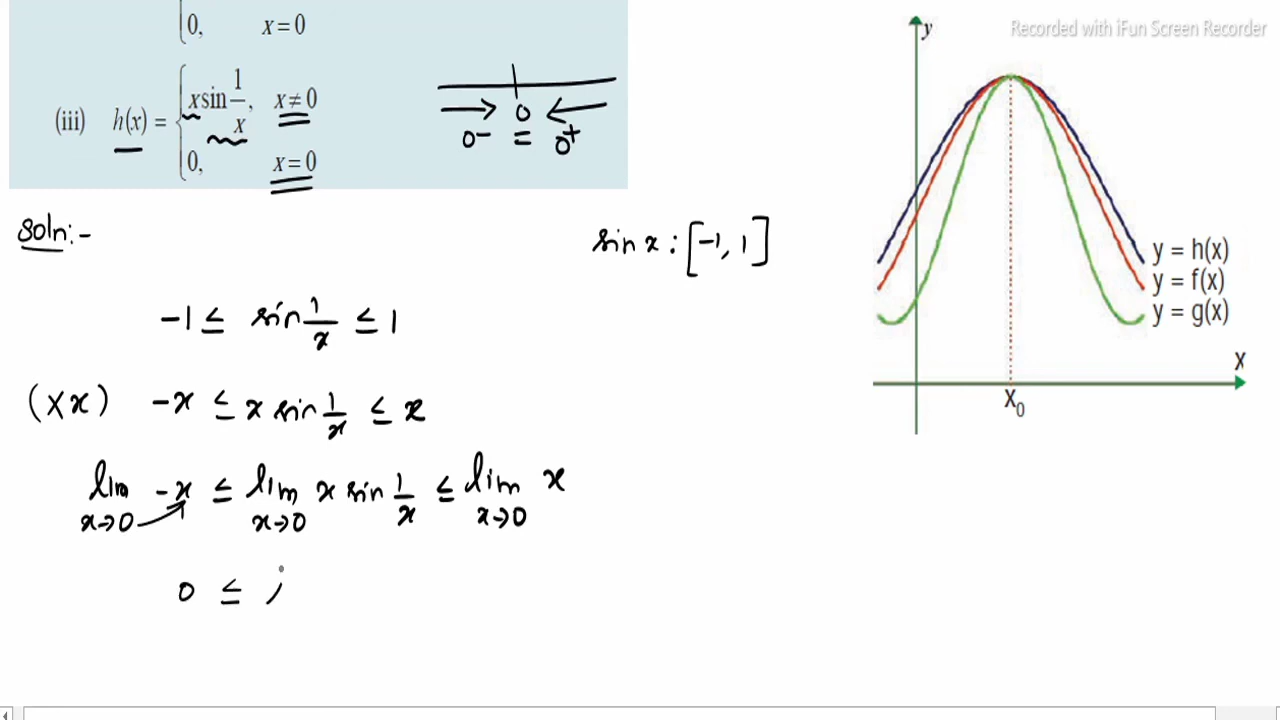 Recorded with iFun Screen Recorder
0, x = 0
(iii) h(x) = x sin 1/x, x ≠ 0
0, x = 0
0
0⁻ = 0⁺
Soln:-
sin x : [-1, 1]
-1 ≤ sin 1/x ≤ 1
(Xx) -x ≤ x sin 1/x ≤ x
lim x→0 -x ≤ lim x→0 x sin 1/x ≤ lim x→0 x
0 ≤
y
y = h(x)
y = f(x)
y = g(x)
X
X₀